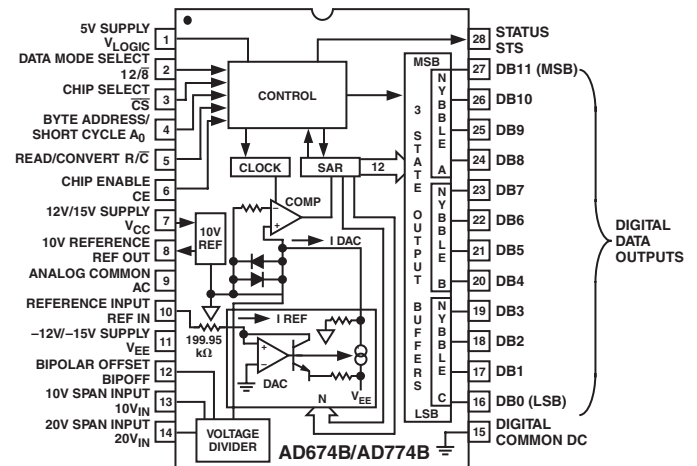 5V SUPPLY
VLOGIC
1
DATA MODE SELECT
12/8̅
2
CHIP SELECT
C̅S̅
3
BYTE ADDRESS/
SHORT CYCLE A0
4
READ/CONVERT R/C̅
5
CHIP ENABLE
CE
6
12V/15V SUPPLY
VCC
7
10V REFERENCE
REF OUT
8
ANALOG COMMON
AC
9
REFERENCE INPUT
REF IN
10
–12V/–15V SUPPLY
VEE
11
BIPOLAR OFFSET
BIPOFF
12
10V SPAN INPUT
10VIN
13
20V SPAN INPUT
20VIN
14
CONTROL
CLOCK
SAR
12
COMP
–
+
10V
REF
I DAC
I REF
199.95
kΩ
DAC
–
+
VEE
N
VOLTAGE
DIVIDER
AD674B/AD774B
MSB
3 STATE OUTPUT BUFFERS
LSB
NYBBLE A
NYBBLE B
NYBBLE C
28
STATUS
STS
27
DB11 (MSB)
26
DB10
25
DB9
24
DB8
23
DB7
22
DB6
21
DB5
20
DB4
19
DB3
18
DB2
17
DB1
16
DB0 (LSB)
15
DIGITAL
COMMON DC
DIGITAL
DATA
OUTPUTS